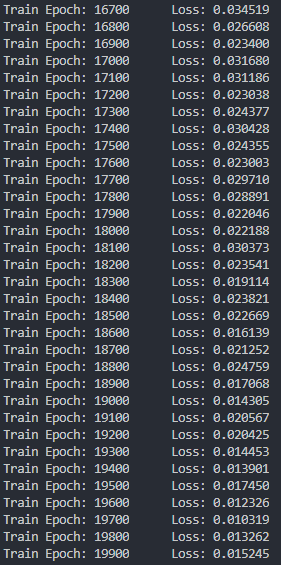 Train Epoch: 16700 Loss: 0.034519
Train Epoch: 16800 Loss: 0.026608
Train Epoch: 16900 Loss: 0.023400
Train Epoch: 17000 Loss: 0.031680
Train Epoch: 17100 Loss: 0.031186
Train Epoch: 17200 Loss: 0.023038
Train Epoch: 17300 Loss: 0.024377
Train Epoch: 17400 Loss: 0.030428
Train Epoch: 17500 Loss: 0.024355
Train Epoch: 17600 Loss: 0.023003
Train Epoch: 17700 Loss: 0.029710
Train Epoch: 17800 Loss: 0.028891
Train Epoch: 17900 Loss: 0.022046
Train Epoch: 18000 Loss: 0.022188
Train Epoch: 18100 Loss: 0.030373
Train Epoch: 18200 Loss: 0.023541
Train Epoch: 18300 Loss: 0.019114
Train Epoch: 18400 Loss: 0.023821
Train Epoch: 18500 Loss: 0.022669
Train Epoch: 18600 Loss: 0.016139
Train Epoch: 18700 Loss: 0.021252
Train Epoch: 18800 Loss: 0.024759
Train Epoch: 18900 Loss: 0.017068
Train Epoch: 19000 Loss: 0.014305
Train Epoch: 19100 Loss: 0.020567
Train Epoch: 19200 Loss: 0.020425
Train Epoch: 19300 Loss: 0.014453
Train Epoch: 19400 Loss: 0.013901
Train Epoch: 19500 Loss: 0.017450
Train Epoch: 19600 Loss: 0.012326
Train Epoch: 19700 Loss: 0.010319
Train Epoch: 19800 Loss: 0.013262
Train Epoch: 19900 Loss: 0.015245